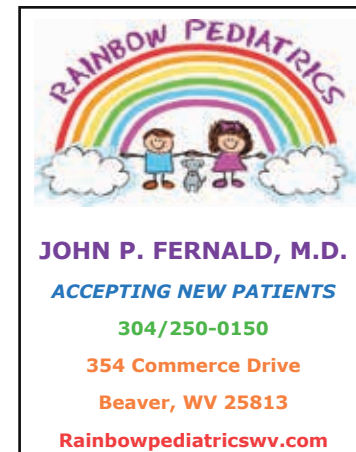 RAINBOW PEDIATRICS
JOHN P. FERNALD, M.D.
ACCEPTING NEW PATIENTS
304/250-0150
354 Commerce Drive
Beaver, WV 25813
Rainbowpediatricswv.com